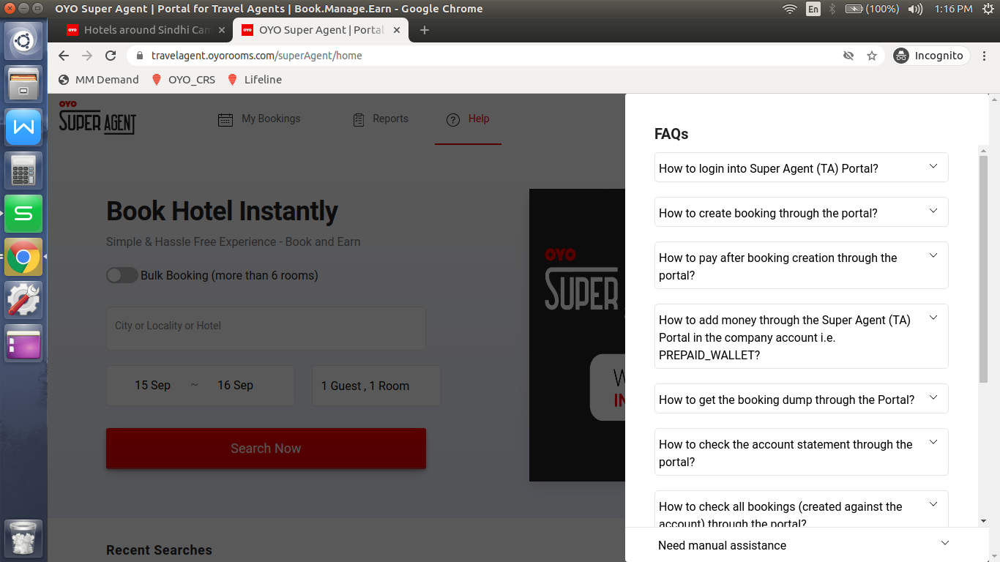 OYO Super Agent | Portal for Travel Agents | Book.Manage.Earn - Google Chrome
En
(100%)
1:16 PM
OYO
Hotels around Sindhi Cam
OYO
OYO Super Agent | Portal
travelagent.oyorooms.com/superAgent/home
Incognito
MM Demand
OYO_CRS
Lifeline
OYO
SUPER AGENT
My Bookings
Reports
Help
Book Hotel Instantly
Simple & Hassle Free Experience - Book and Earn
Bulk Booking (more than 6 rooms)
City or Locality or Hotel
15 Sep ~ 16 Sep
1 Guest , 1 Room
Search Now
Recent Searches
OYO
SUPER
W
IN
FAQs
How to login into Super Agent (TA) Portal?
How to create booking through the portal?
How to pay after booking creation through the
portal?
How to add money through the Super Agent (TA)
Portal in the company account i.e.
PREPAID_WALLET?
How to get the booking dump through the Portal?
How to check the account statement through the
portal?
How to check all bookings (created against the
account) through the portal?
Need manual assistance